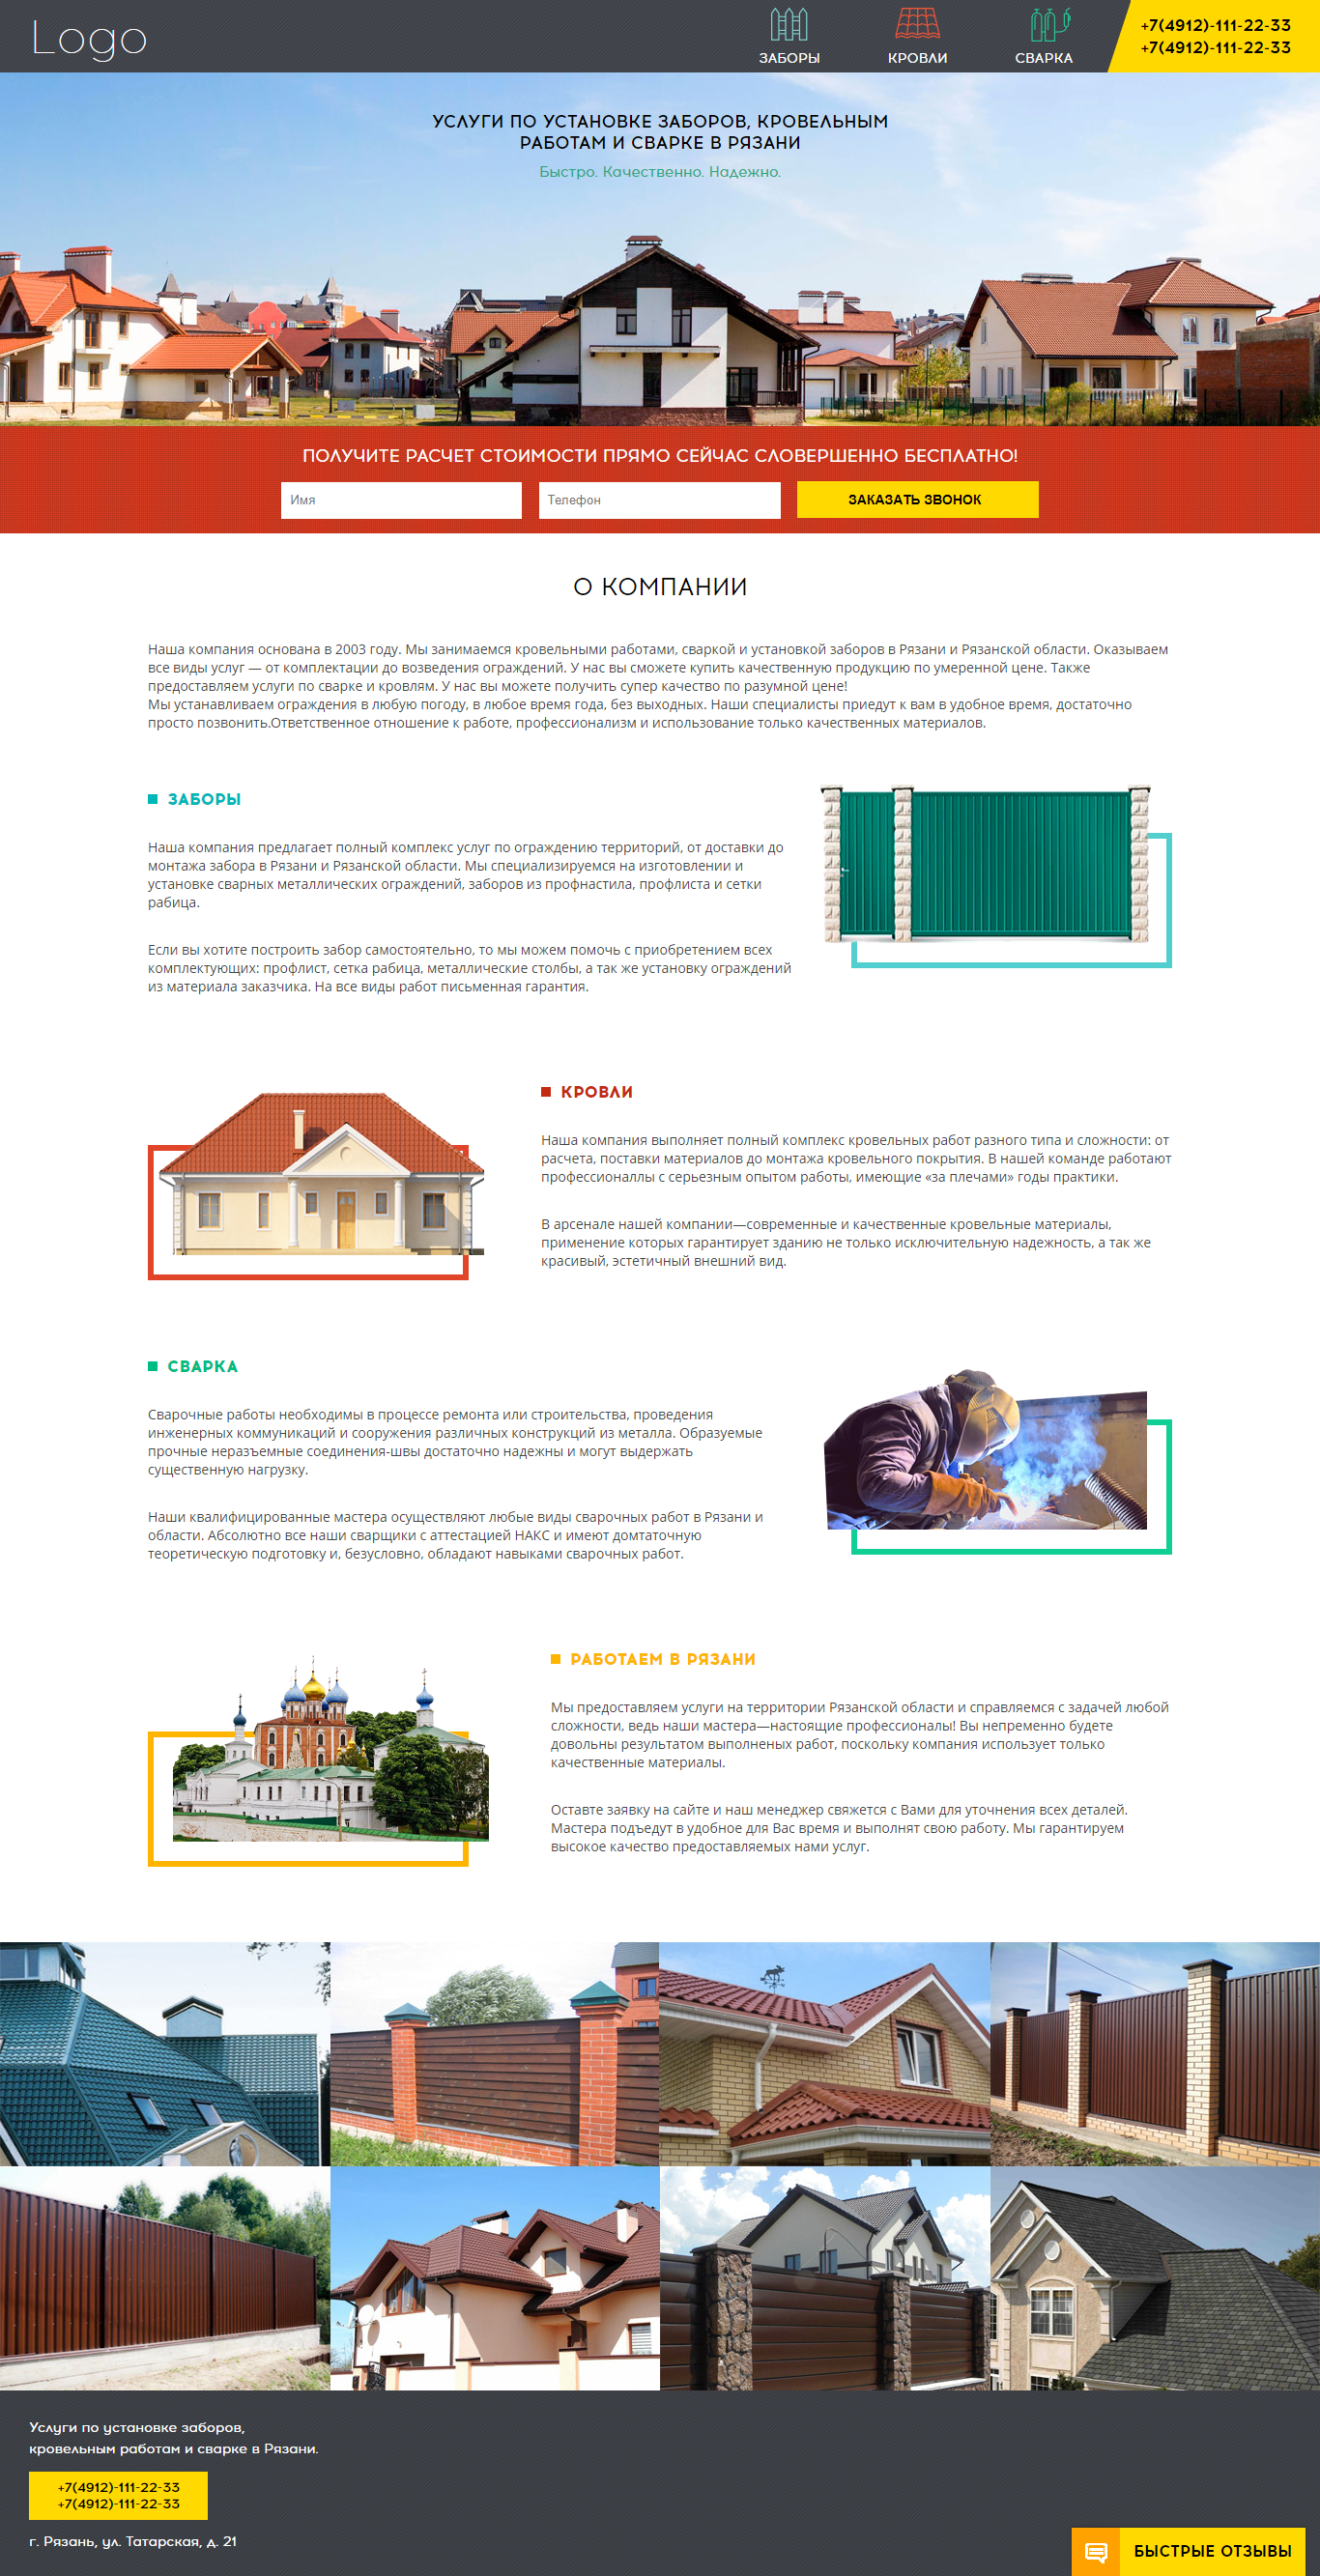 Logo
ЗАБОРЫ
КРОВЛИ
СВАРКА
+7(4912)-111-22-33
+7(4912)-111-22-33
УСЛУГИ ПО УСТАНОВКЕ ЗАБОРОВ, КРОВЕЛЬНЫМ
РАБОТАМ И СВАРКЕ В РЯЗАНИ
Быстро. Качественно. Надежно.
ПОЛУЧИТЕ РАСЧЕТ СТОИМОСТИ ПРЯМО СЕЙЧАС СЛОВЕРШЕННО БЕСПЛАТНО!
Имя
Телефон
ЗАКАЗАТЬ ЗВОНОК
О КОМПАНИИ
Наша компания основана в 2003 году. Мы занимаемся кровельными работами, сваркой и установкой заборов в Рязани и Рязанской области. Оказываем
все виды услуг — от комплектации до возведения ограждений. У нас вы сможете купить качественную продукцию по умеренной цене. Также
предоставляем услуги по сварке и кровлям. У нас вы можете получить супер качество по разумной цене!
Мы устанавливаем ограждения в любую погоду, в любое время года, без выходных. Наши специалисты приедут к вам в удобное время, достаточно
просто позвонить.Ответственное отношение к работе, профессионализм и использование только качественных материалов.
ЗАБОРЫ
Наша компания предлагает полный комплекс услуг по ограждению территорий, от доставки до
монтажа забора в Рязани и Рязанской области. Мы специализируемся на изготовлении и
установке сварных металлических ограждений, заборов из профнастила, профлиста и сетки
рабица.
Если вы хотите построить забор самостоятельно, то мы можем помочь с приобретением всех
комплектующих: профлист, сетка рабица, металлические столбы, а так же установку ограждений
из материала заказчика. На все виды работ письменная гарантия.
КРОВЛИ
Наша компания выполняет полный комплекс кровельных работ разного типа и сложности: от
расчета, поставки материалов до монтажа кровельного покрытия. В нашей команде работают
профессионаллы с серьезным опытом работы, имеющие «за плечами» годы практики.
В арсенале нашей компании—современные и качественные кровельные материалы,
применение которых гарантирует зданию не только исключительную надежность, а так же
красивый, эстетичный внешний вид.
СВАРКА
Сварочные работы необходимы в процессе ремонта или строительства, проведения
инженерных коммуникаций и сооружения различных конструкций из металла. Образуемые
прочные неразъемные соединения-швы достаточно надежны и могут выдержать
существенную нагрузку.
Наши квалифицированные мастера осуществляют любые виды сварочных работ в Рязани и
области. Абсолютно все наши сварщики с аттестацией НАКС и имеют домтаточную
теоретическую подготовку и, безусловно, обладают навыками сварочных работ.
РАБОТАЕМ В РЯЗАНИ
Мы предоставляем услуги на территории Рязанской области и справляемся с задачей любой
сложности, ведь наши мастера—настоящие профессионалы! Вы непременно будете
довольны результатом выполненых работ, поскольку компания использует только
качественные материалы.
Оставте заявку на сайте и наш менеджер свяжется с Вами для уточнения всех деталей.
Мастера подъедут в удобное для Вас время и выполнят свою работу. Мы гарантируем
высокое качество предоставляемых нами услуг.
Услуги по установке заборов,
кровельным работам и сварке в Рязани.
+7(4912)-111-22-33
+7(4912)-111-22-33
г. Рязань, ул. Татарская, д. 21
БЫСТРЫЕ ОТЗЫВЫ